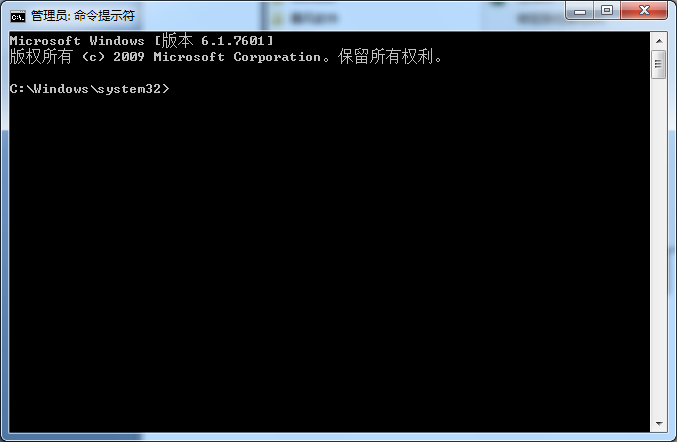 管理员: 命令提示符
Microsoft Windows [版本 6.1.7601]
版权所有 (c) 2009 Microsoft Corporation。保留所有权利。
C:\Windows\system32>